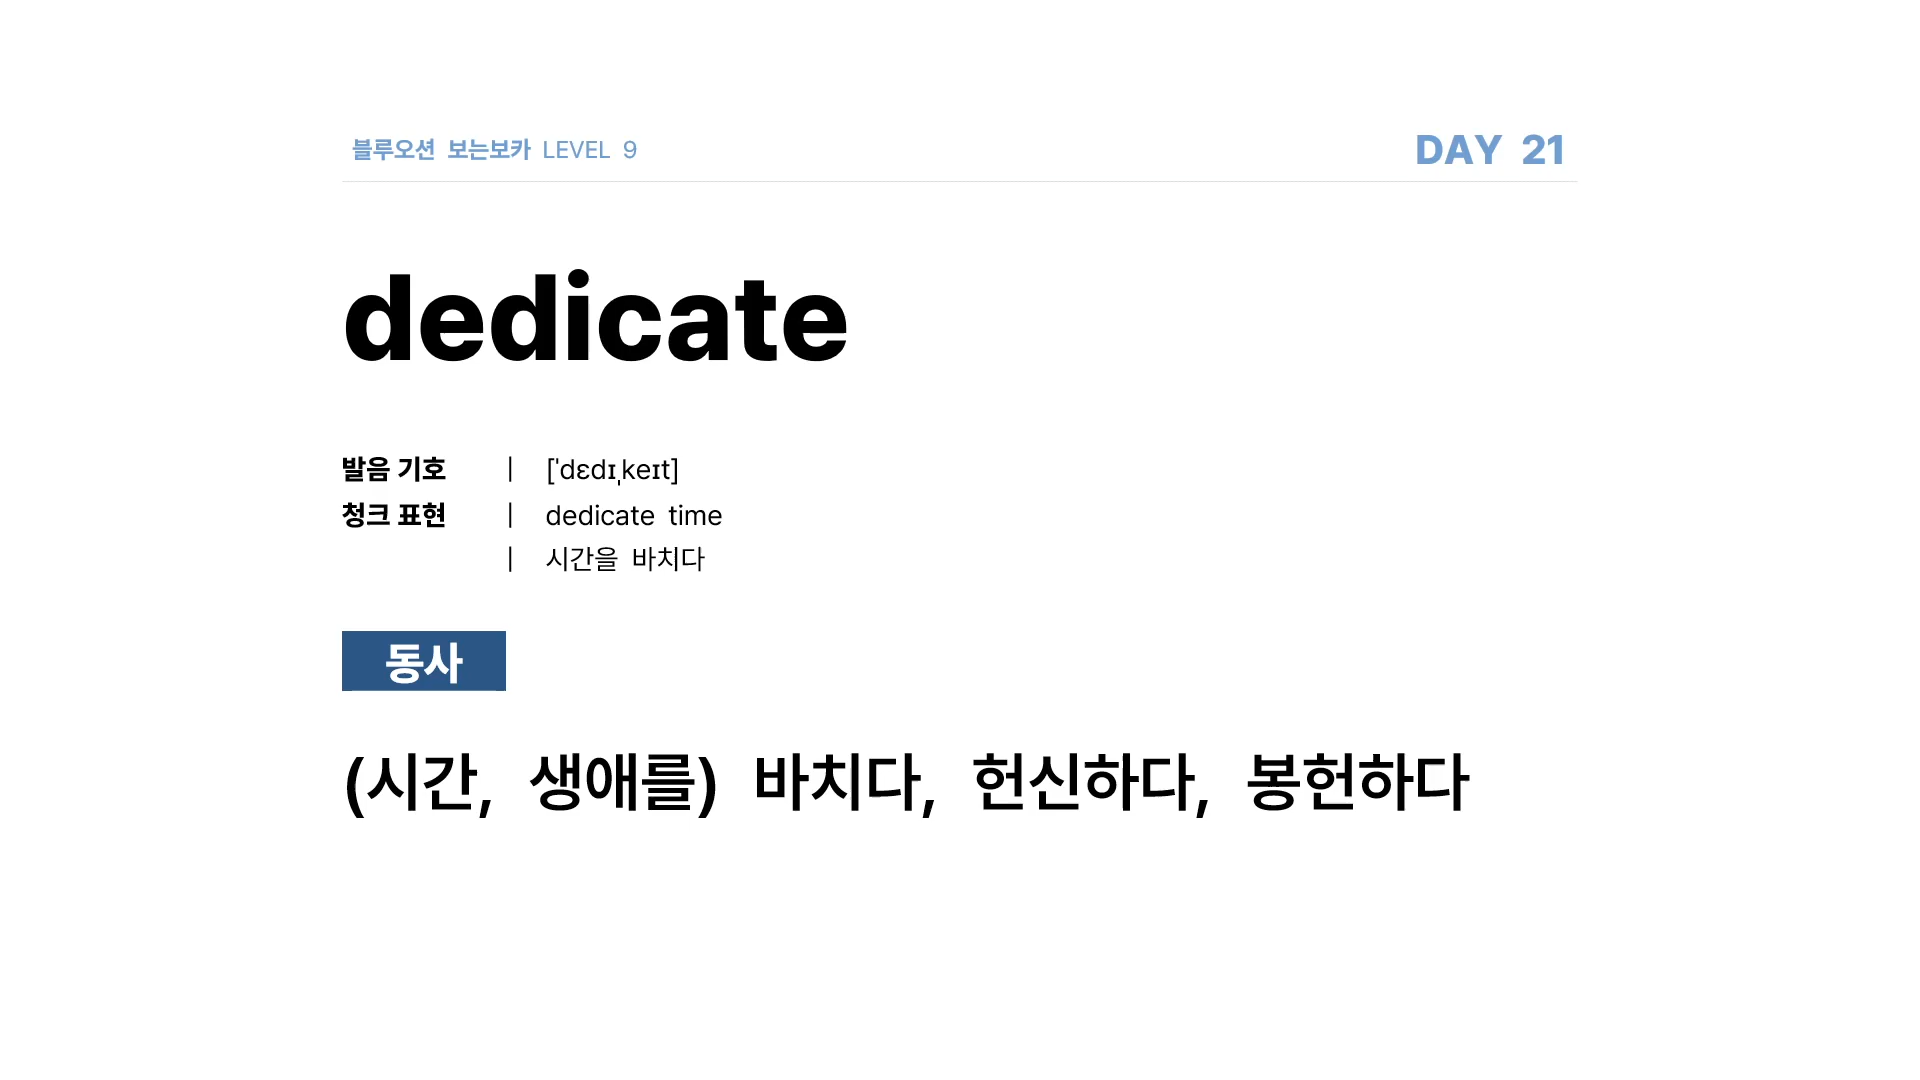 블루오션 보는보카 LEVEL 9
DAY 21
dedicate
발음 기호 | [ˈdɛdɪˌkeɪt]
청크 표현 | dedicate time
| 시간을 바치다
동사
(시간, 생애를) 바치다, 헌신하다, 봉헌하다